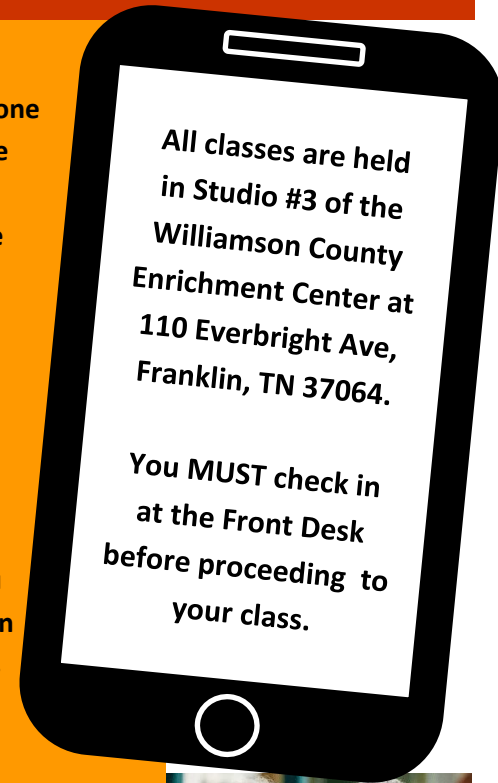 one
All classes are held
in Studio #3 of the
Williamson County
Enrichment Center at
110 Everbright Ave,
Franklin, TN 37064.
You MUST check in
at the Front Desk
before proceeding to
your class.